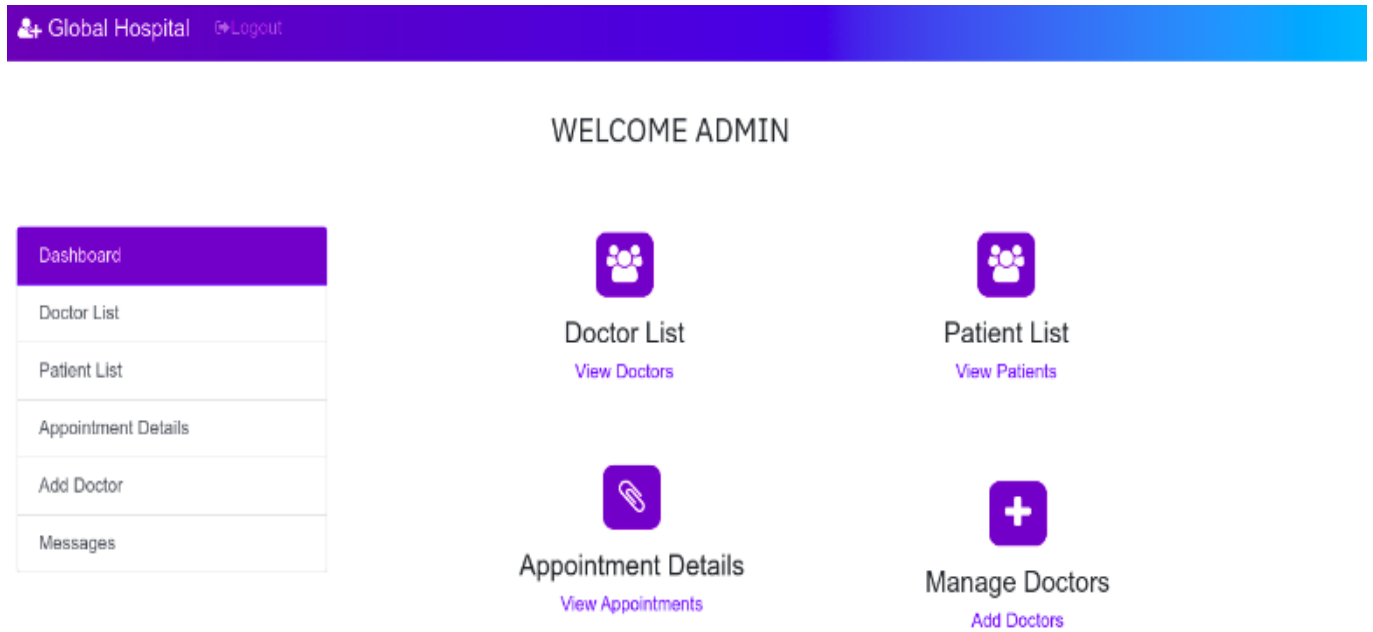 Global Hospital Logout
WELCOME ADMIN
Dashboard
Doctor List
Patient List
Appointment Details
Add Doctor
Messages
Doctor List
View Doctors
Patient List
View Patients
Appointment Details
View Appointments
Manage Doctors
Add Doctors